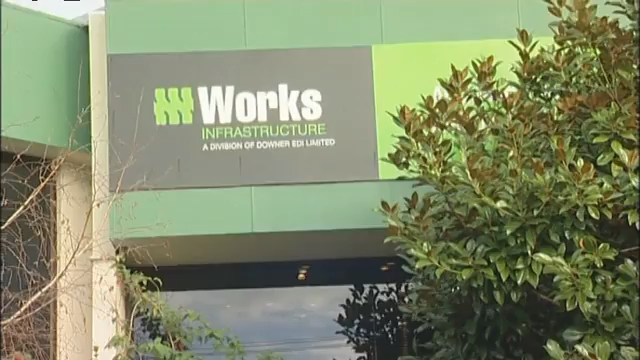 Works
INFRASTRUCTURE
A DIVISION OF DOWNER EDI LIMITED